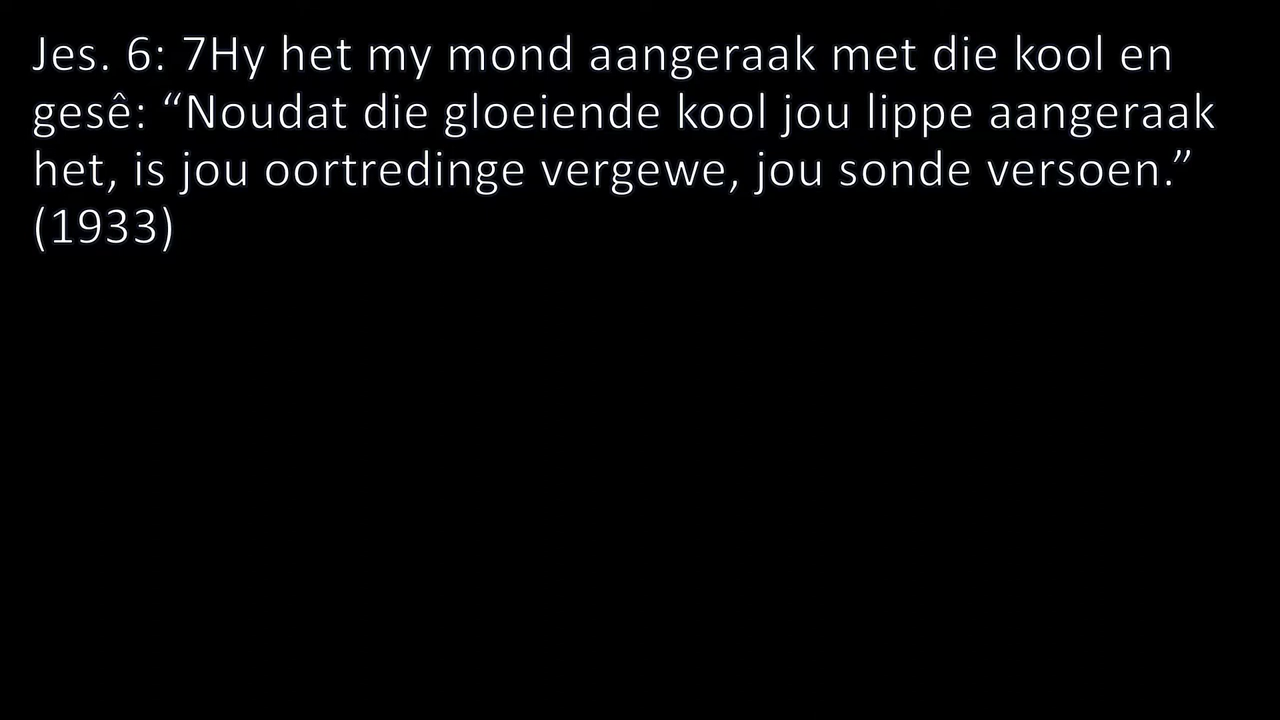 Jes. 6: 7Hy het my mond aangeraak met die kool en
gesê: “Noudat die gloeiende kool jou lippe aangeraak
het, is jou oortredinge vergewe, jou sonde versoen.”
(1933)